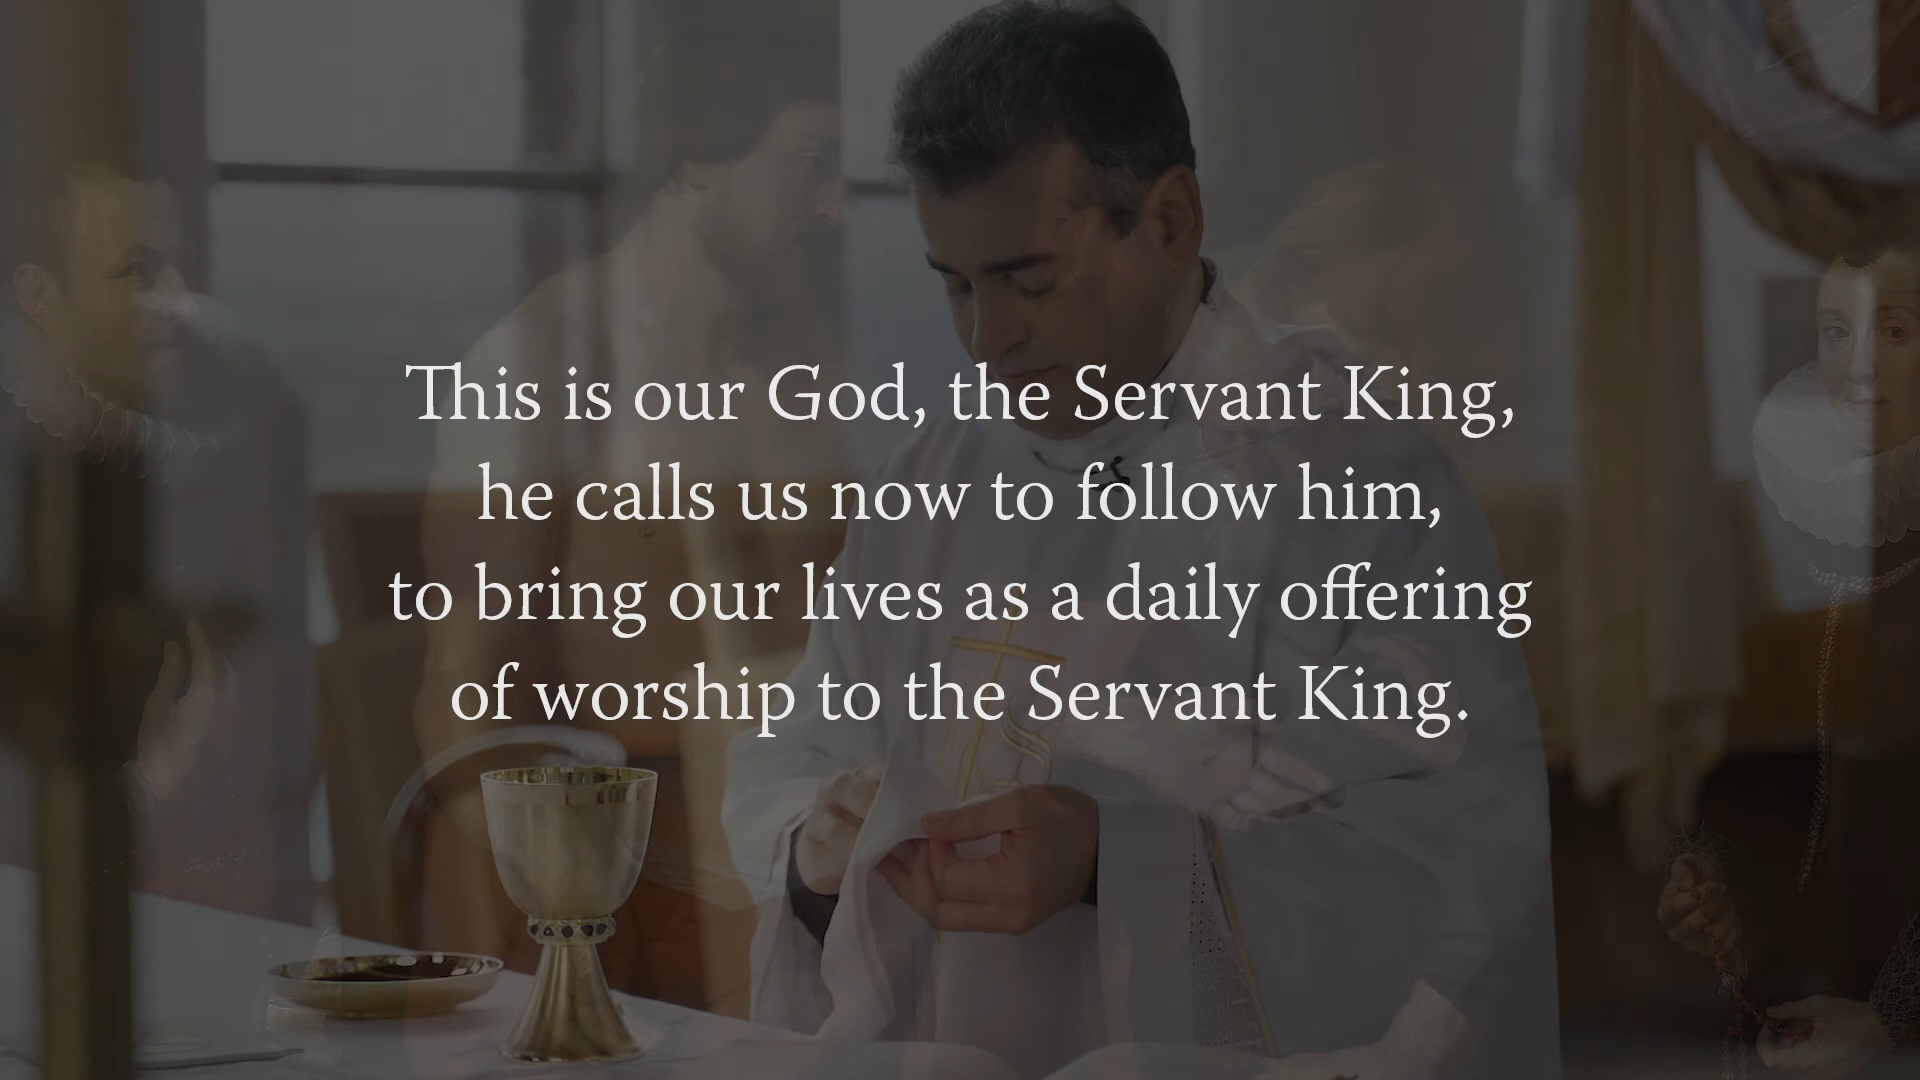 This is our God, the Servant King,
he calls us now to follow him,
to bring our lives as a daily offering
of worship to the Servant King.